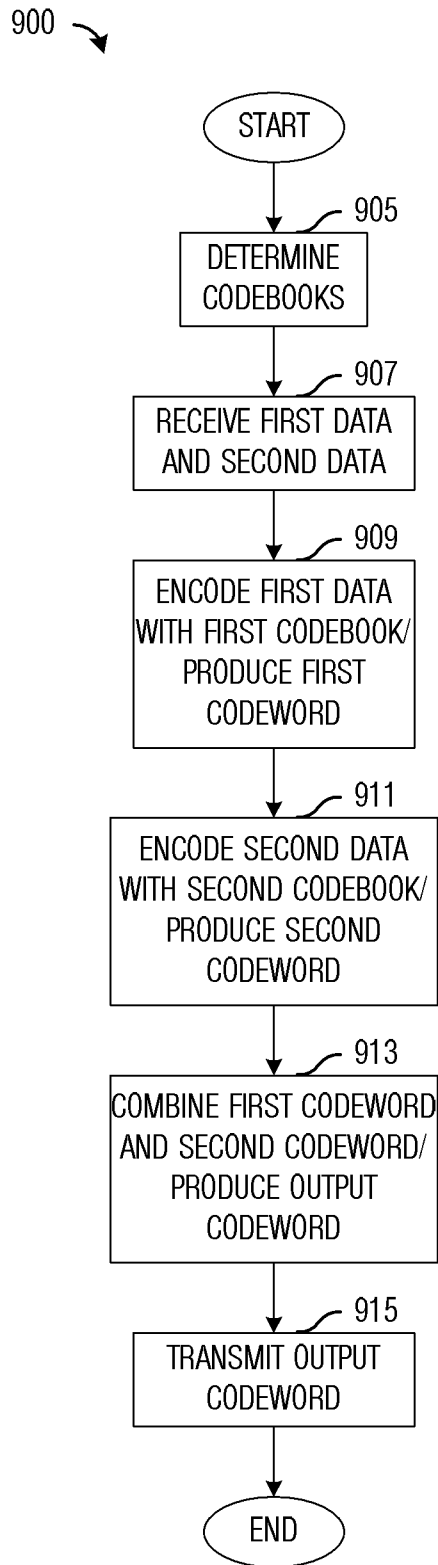 900
START
905
DETERMINE
CODEBOOKS
907
RECEIVE FIRST DATA
AND SECOND DATA
909
ENCODE FIRST DATA
WITH FIRST CODEBOOK/
PRODUCE FIRST
CODEWORD
911
ENCODE SECOND DATA
WITH SECOND CODEBOOK/
PRODUCE SECOND
CODEWORD
913
COMBINE FIRST CODEWORD
AND SECOND CODEWORD/
PRODUCE OUTPUT
CODEWORD
915
TRANSMIT OUTPUT
CODEWORD
END